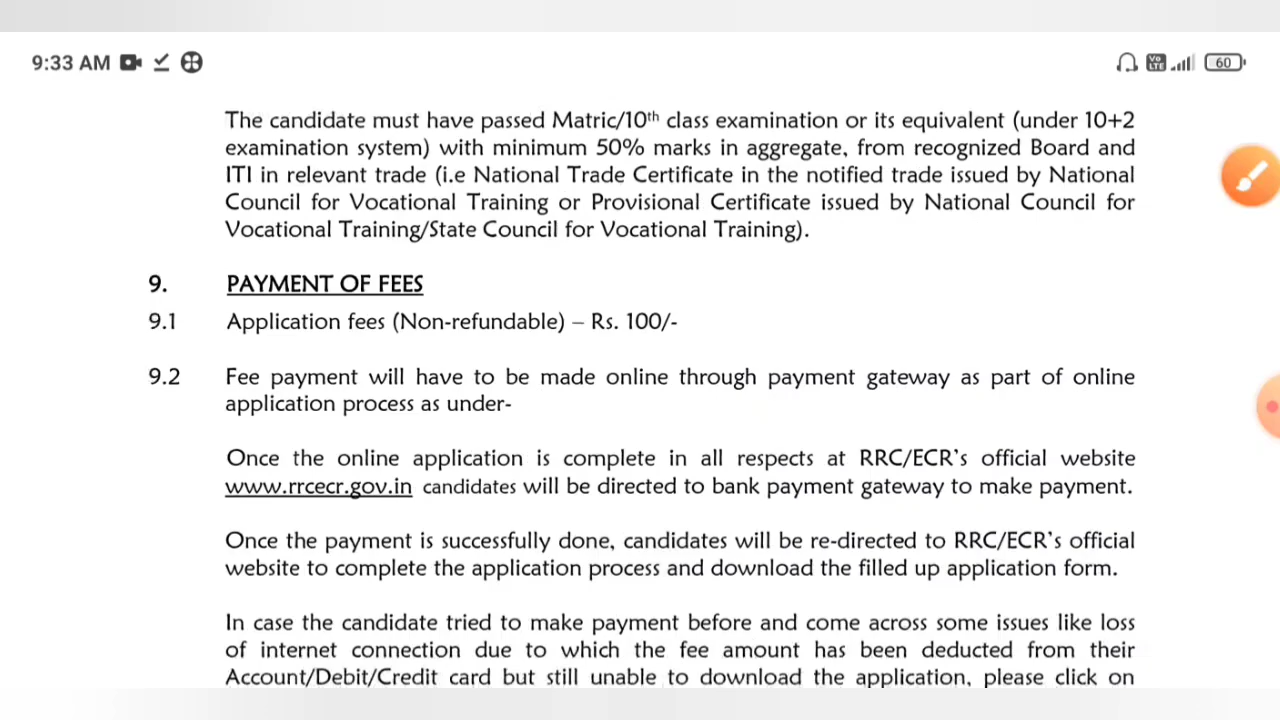 9:33 AM
Vo LTE
60
The candidate must have passed Matric/10th class examination or its equivalent (under 10+2
examination system) with minimum 50% marks in aggregate, from recognized Board and
ITI in relevant trade (i.e National Trade Certificate in the notified trade issued by National
Council for Vocational Training or Provisional Certificate issued by National Council for
Vocational Training/State Council for Vocational Training).
9. PAYMENT OF FEES
9.1 Application fees (Non-refundable) – Rs. 100/-
9.2 Fee payment will have to be made online through payment gateway as part of online
application process as under-
Once the online application is complete in all respects at RRC/ECR's official website
www.rrcecr.gov.in candidates will be directed to bank payment gateway to make payment.
Once the payment is successfully done, candidates will be re-directed to RRC/ECR's official
website to complete the application process and download the filled up application form.
In case the candidate tried to make payment before and come across some issues like loss
of internet connection due to which the fee amount has been deducted from their
Account/Debit/Credit card but still unable to download the application, please click on